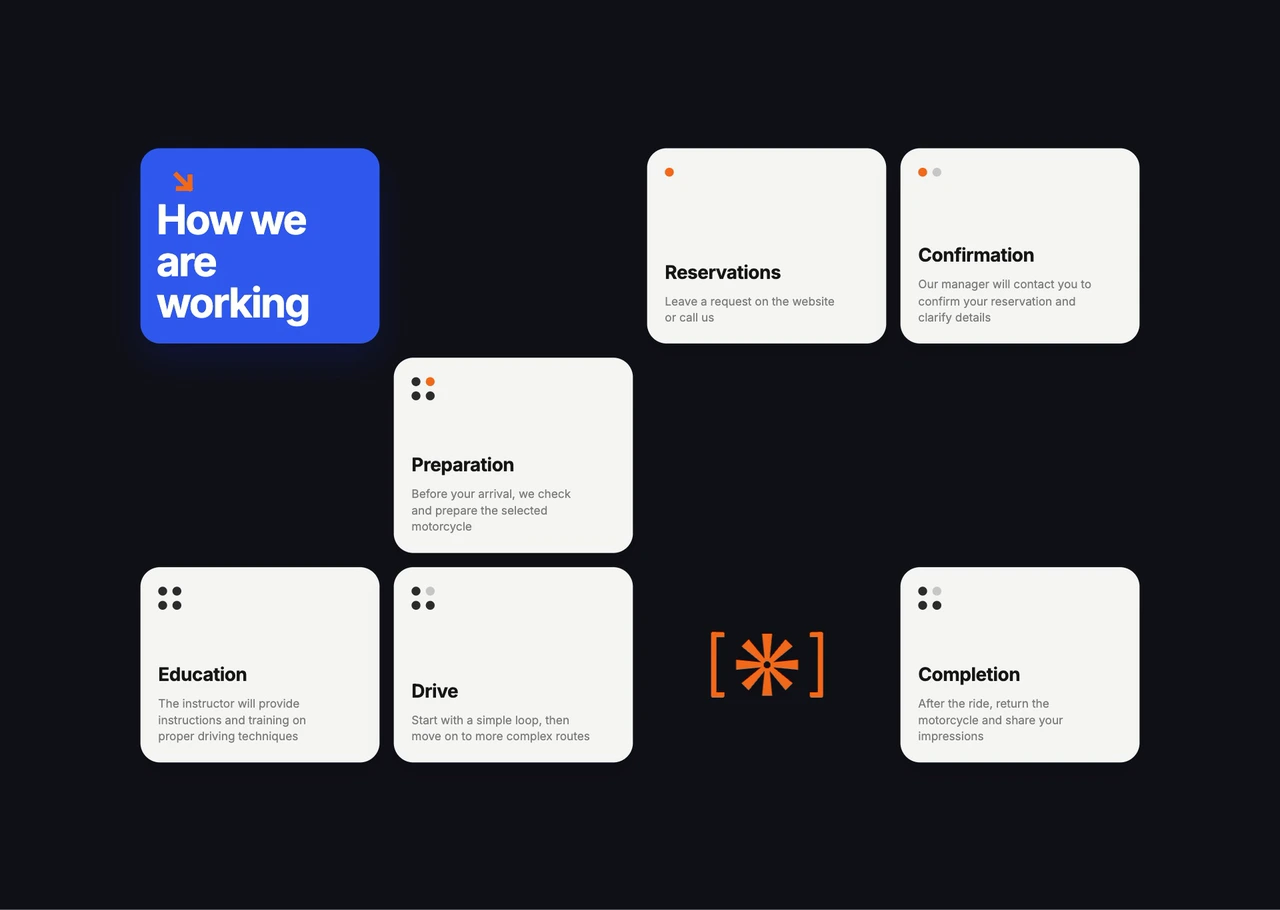 How we
are
working
Reservations
Leave a request on the website
or call us
Confirmation
Our manager will contact you to
confirm your reservation and
clarify details
Preparation
Before your arrival, we check
and prepare the selected
motorcycle
Education
The instructor will provide
instructions and training on
proper driving techniques
Drive
Start with a simple loop, then
move on to more complex routes
[*]
Completion
After the ride, return the
motorcycle and share your
impressions